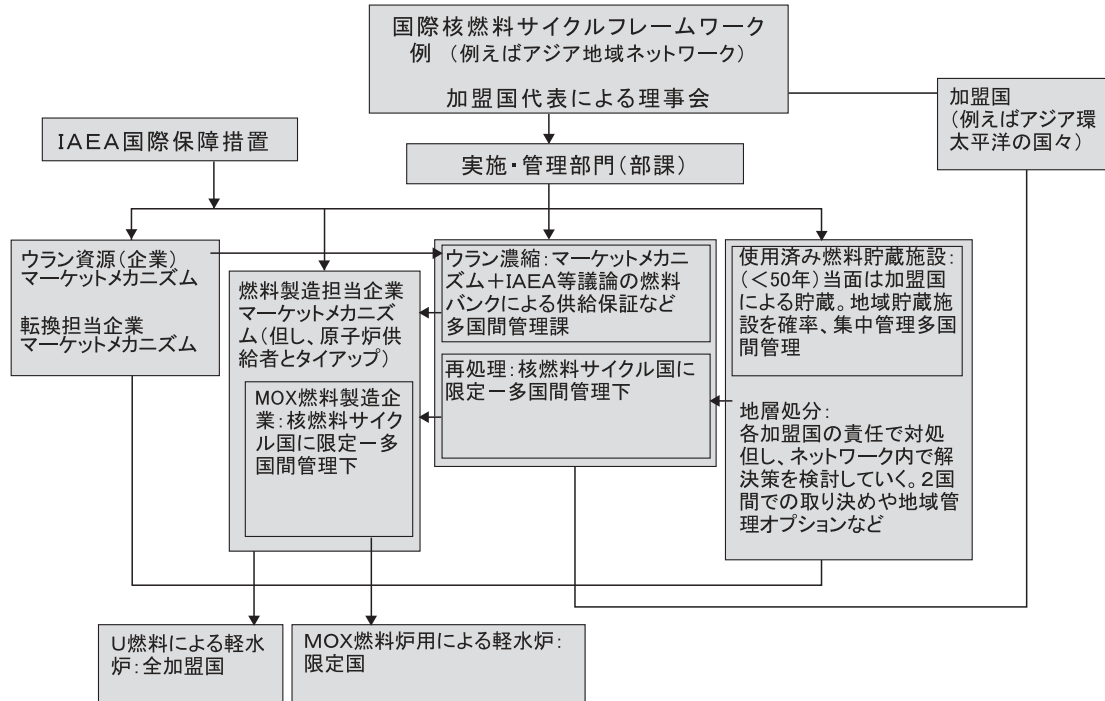 国際核燃料サイクルフレームワーク
例 (例えばアジア地域ネットワーク)
加盟国代表による理事会
加盟国
(例えばアジア環
太平洋の国々)
IAEA国際保障措置
実施・管理部門(部課)
ウラン資源(企業)
マーケットメカニズム
転換担当企業
マーケットメカニズム
燃料製造担当企業
マーケットメカニズ
ム(但し、原子炉供
給者とタイアップ)
MOX燃料製造企
業:核燃料サイク
ル国に限定ー多
国間管理下
ウラン濃縮:マーケットメカニ
ズム+IAEA等議論の燃料
バンクによる供給保証など
多国間管理課
再処理:核燃料サイクル国に
限定ー多国間管理下
使用済み燃料貯蔵施設:
(<50年)当面は加盟国
による貯蔵。地域貯蔵施
設を確率、集中管理多国
間管理
地層処分:
各加盟国の責任で対処
但し、ネットワーク内で解
決策を検討していく。2国
間での取り決めや地域管
理オプションなど
U燃料による軽水
炉:全加盟国
MOX燃料炉用による軽水炉:
限定国